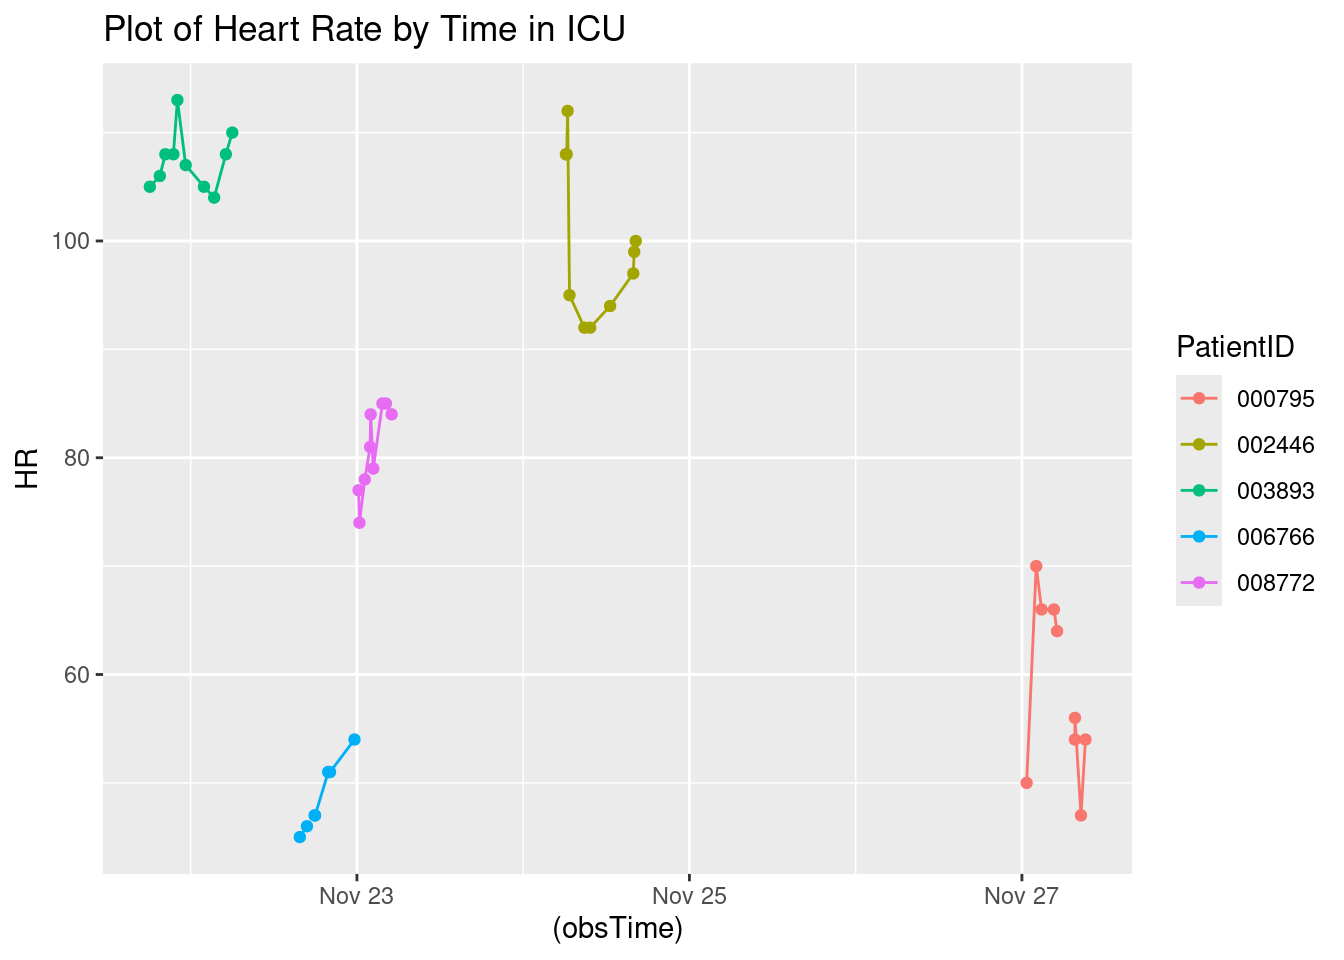 Plot of Heart Rate by Time in ICU
100
80
60
HR
Nov 23
Nov 25
Nov 27
(obsTime)
PatientID
000795
002446
003893
006766
008772